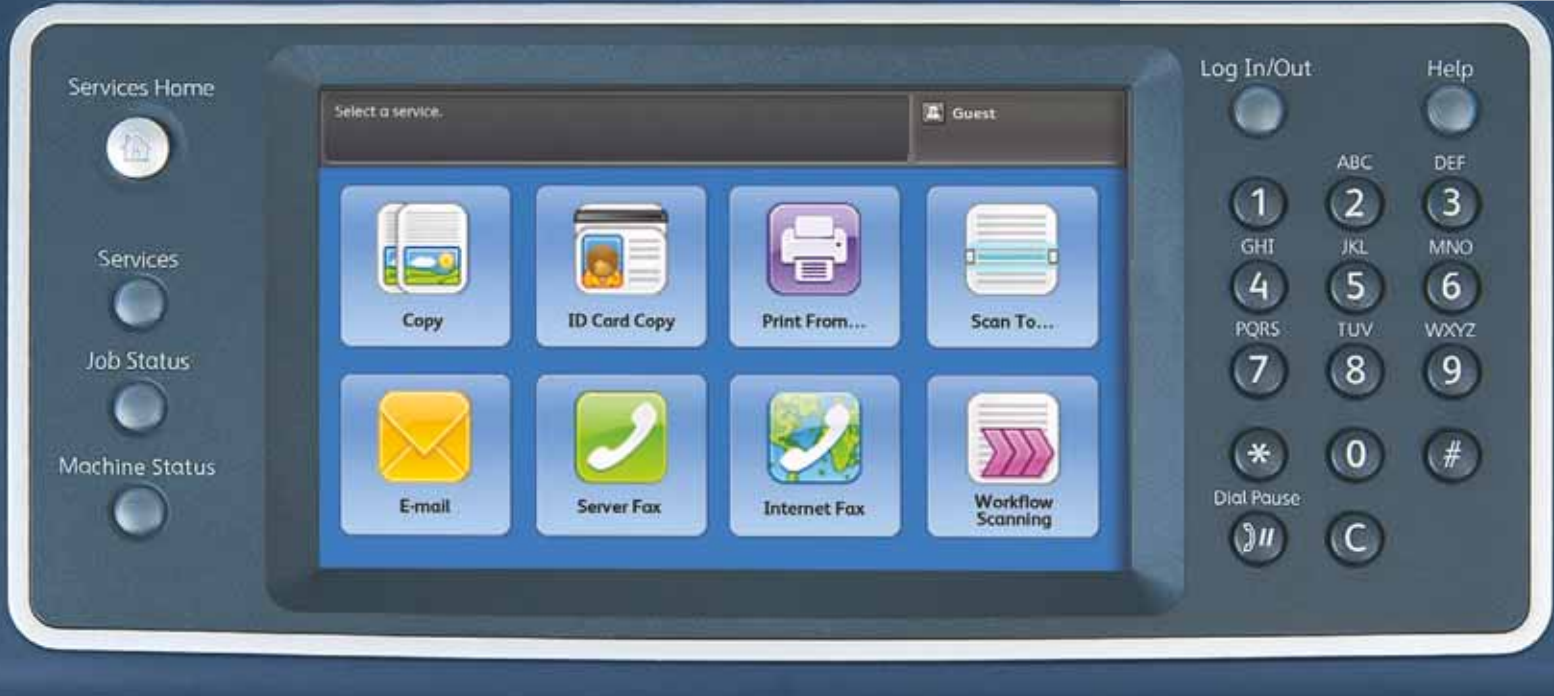 Services Home
Services
Job Status
Machine Status
Select a service.
Guest
Copy
ID Card Copy
Print From...
Scan To...
E-mail
Server Fax
Internet Fax
Workflow
Scanning
Log In/Out
Help
ABC
DEF
1
2
3
GHI
JKL
MNO
4
5
6
PQRS
TUV
WXYZ
7
8
9
*
0
#
Dial Pause
C